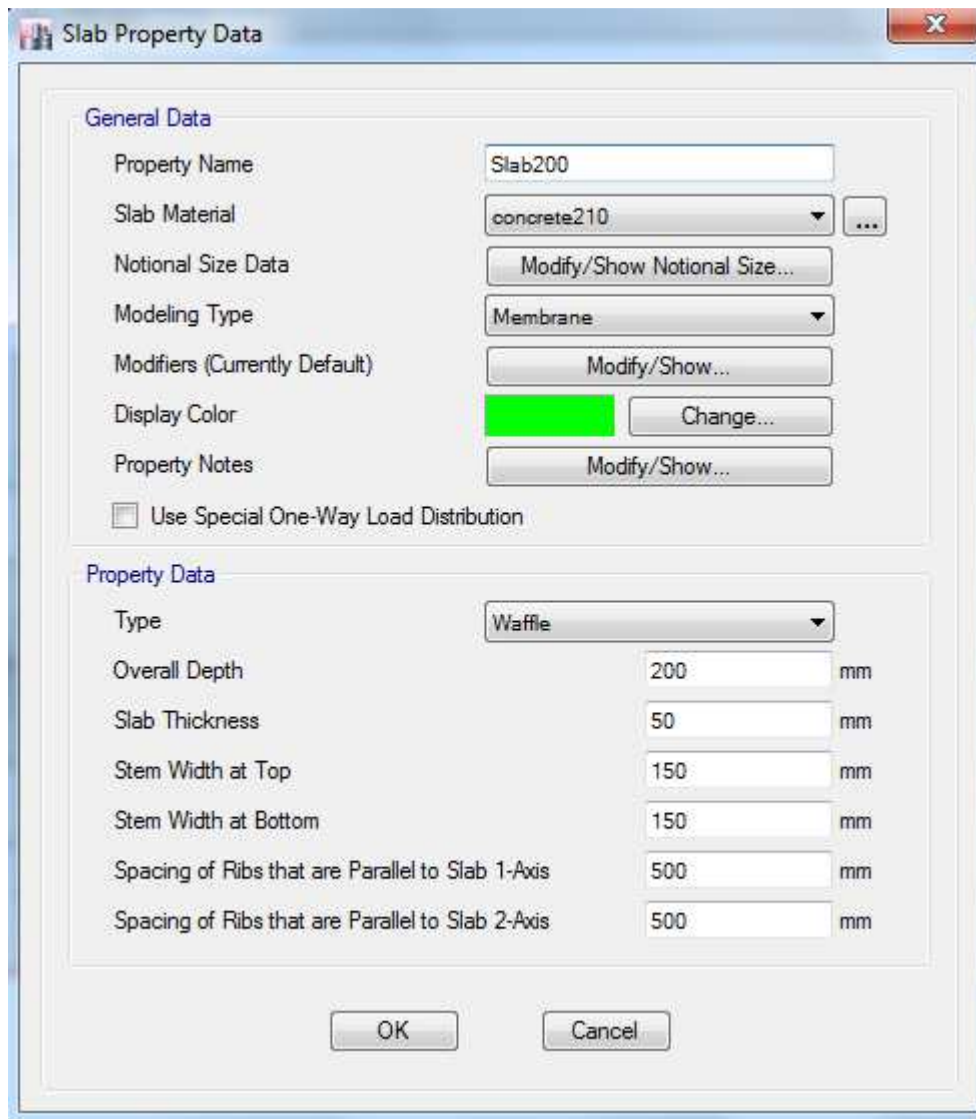 Slab Property Data
General Data
Property Name Slab200
Slab Material concrete210 ...
Notional Size Data Modify/Show Notional Size...
Modeling Type Membrane
Modifiers (Currently Default) Modify/Show...
Display Color Change...
Property Notes Modify/Show...
Use Special One-Way Load Distribution
Property Data
Type Waffle
Overall Depth 200 mm
Slab Thickness 50 mm
Stem Width at Top 150 mm
Stem Width at Bottom 150 mm
Spacing of Ribs that are Parallel to Slab 1-Axis 500 mm
Spacing of Ribs that are Parallel to Slab 2-Axis 500 mm
OK Cancel